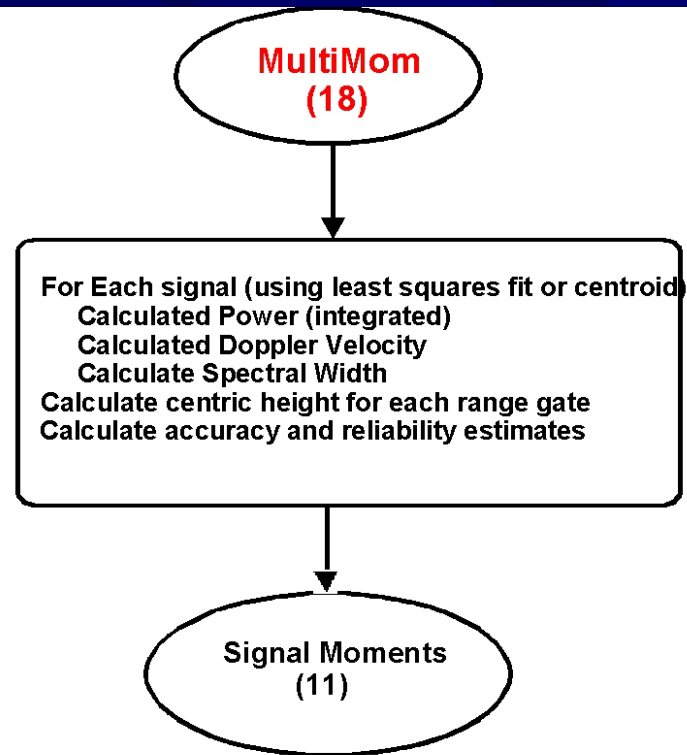 MultiMom
(18)
For Each signal (using least squares fit or centroid)
Calculated Power (integrated)
Calculated Doppler Velocity
Calculate Spectral Width
Calculate centric height for each range gate
Calculate accuracy and reliability estimates
Signal Moments
(11)